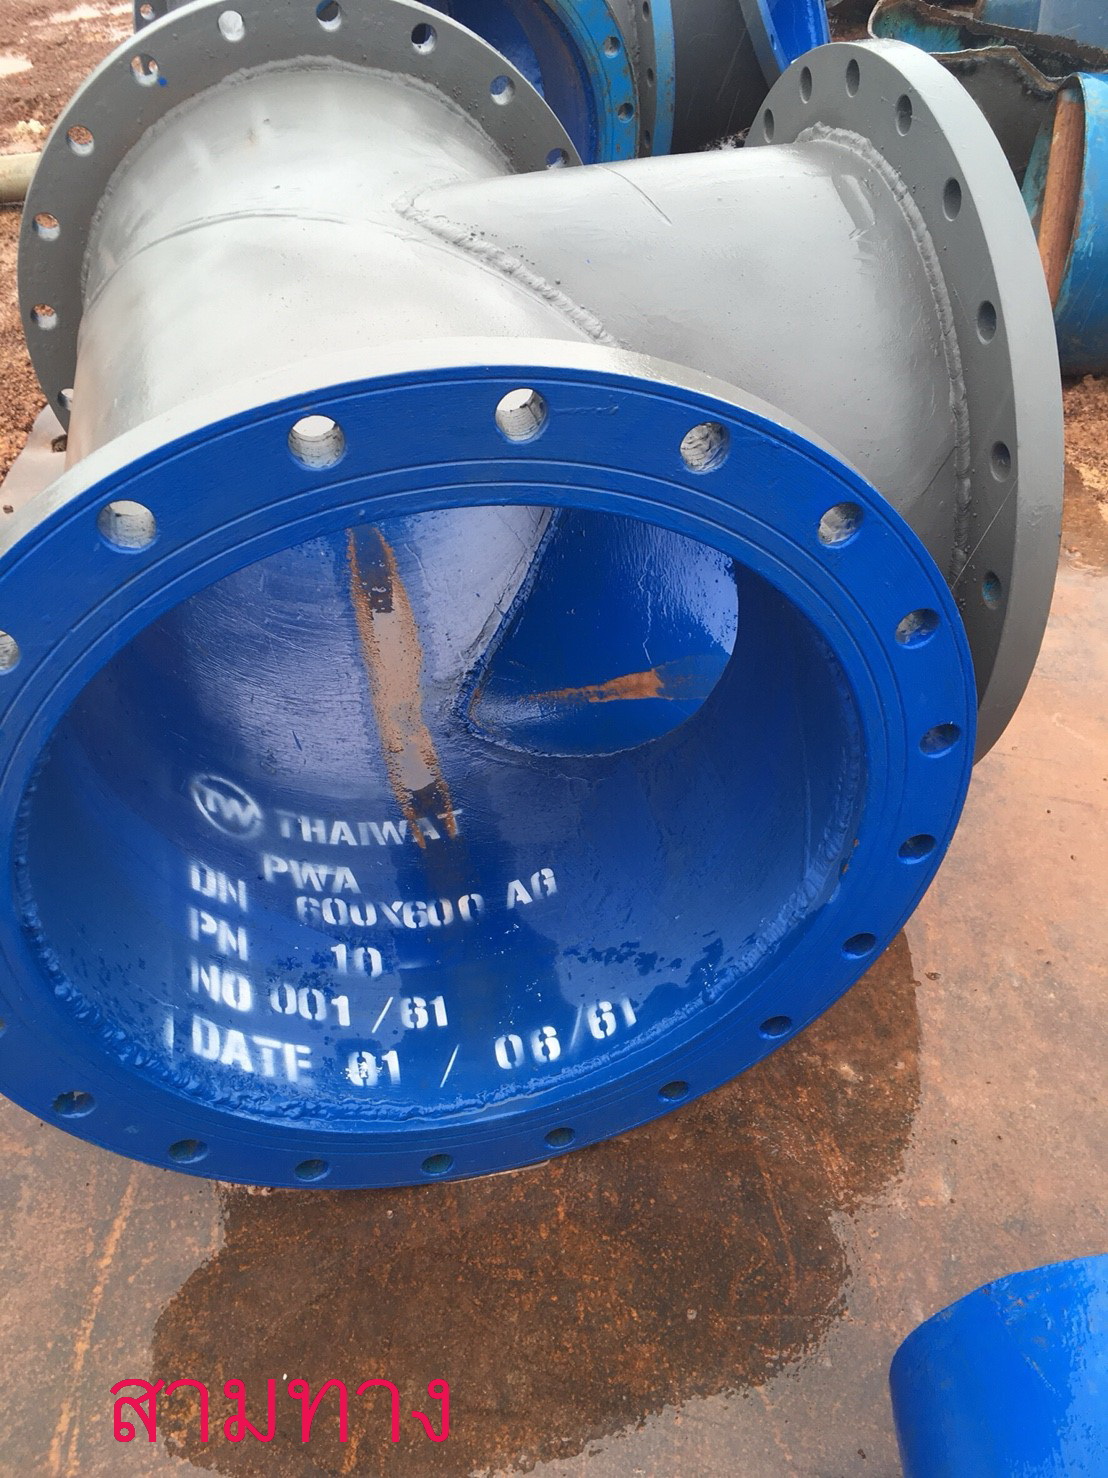 TW THAIWAT
PWA
DN 600X600 AG
PN 10
NO 001/61
DATE 01 / 06/61
สามทาง